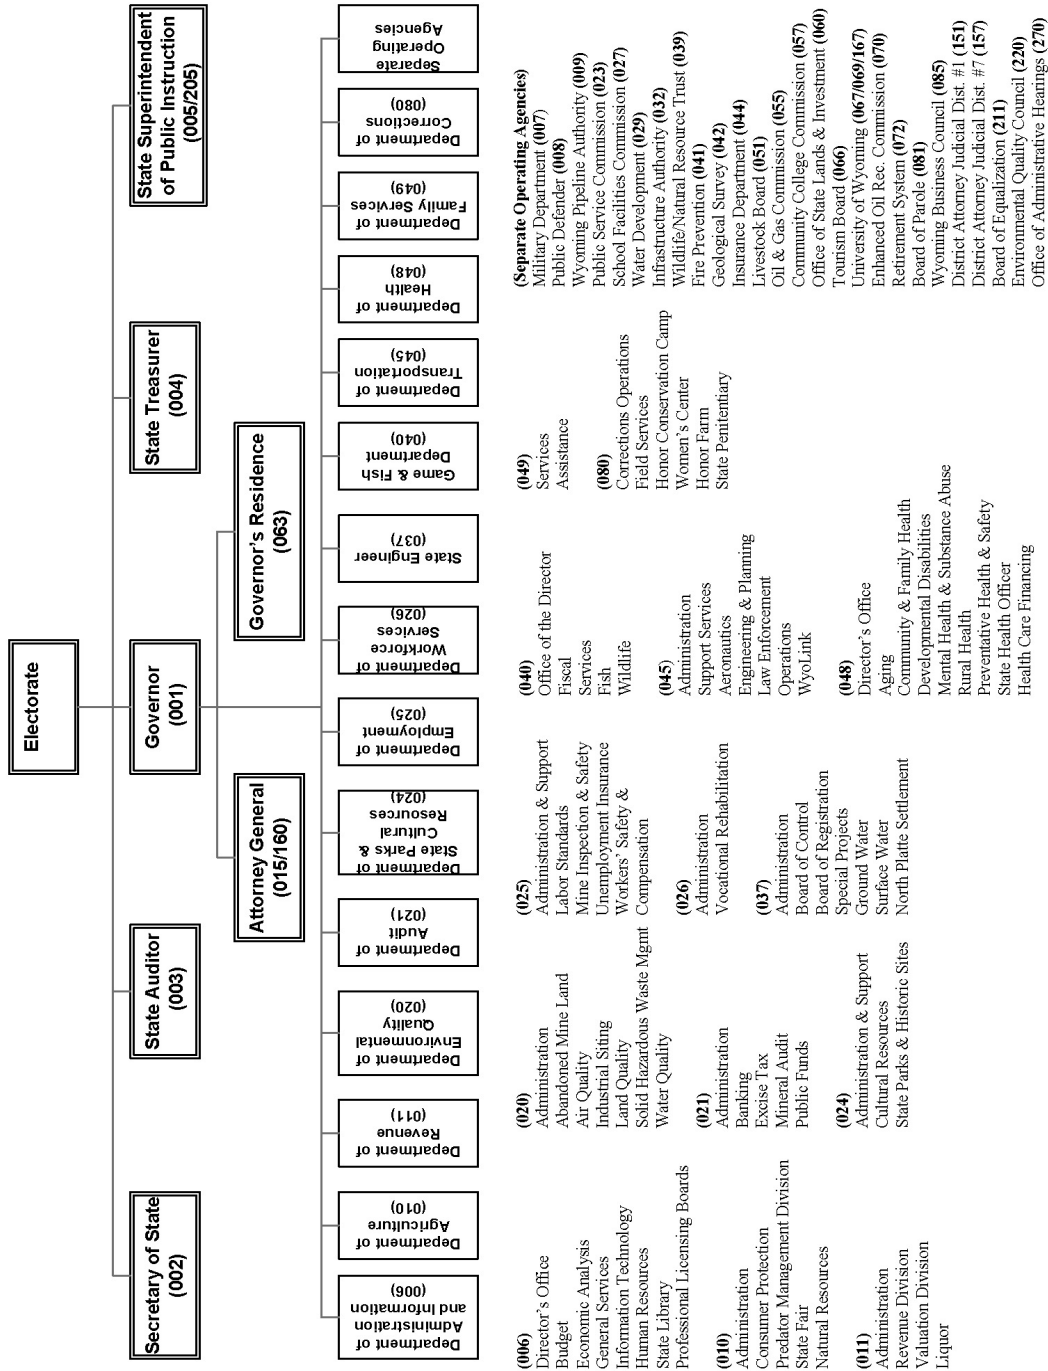 Electorate
Secretary of State
(002)
State Auditor
(003)
Governor
(001)
State Treasurer
(004)
State Superintendent
of Public Instruction
(005/205)
Attorney General
(015/160)
Governor's Residence
(063)
Department of
Administration
and Information
(006)
Department of
Agriculture
(010)
Department of
Revenue
(011)
Department of
Environmental
Quality
(020)
Department of
Audit
(021)
Department of
State Parks &
Cultural
Resources
(024)
Department of
Employment
(025)
Department of
Workforce
Services
(026)
State Engineer
(037)
Game & Fish
Department
(040)
Department of
Transportation
(045)
Department of
Health
(048)
Department of
Family Services
(049)
Department of
Corrections
(080)
Separate
Operating
Agencies
(006)
Director's Office
Budget
Economic Analysis
General Services
Information Technology
Human Resources
State Library
Professional Licensing Boards
(010)
Administration
Consumer Protection
Predator Management Division
State Fair
Natural Resources
(011)
Administration
Revenue Division
Valuation Division
Liquor
(020)
Administration
Abandoned Mine Land
Air Quality
Industrial Siting
Land Quality
Solid Hazardous Waste Mgmt
Water Quality
(021)
Administration
Banking
Excise Tax
Mineral Audit
Public Funds
(024)
Administration & Support
Cultural Resources
State Parks & Historic Sites
(025)
Administration & Support
Labor Standards
Mine Inspection & Safety
Unemployment Insurance
Workers' Safety &
Compensation
(026)
Administration
Vocational Rehabilitation
(037)
Administration
Board of Control
Board of Registration
Special Projects
Ground Water
Surface Water
North Platte Settlement
(040)
Office of the Director
Fiscal
Services
Fish
Wildlife
(045)
Administration
Support Services
Aeronautics
Engineering & Planning
Law Enforcement
Operations
WyoLink
(048)
Director's Office
Aging
Community & Family Health
Developmental Disabilities
Mental Health & Substance Abuse
Rural Health
Preventative Health & Safety
State Health Officer
Health Care Financing
(049)
Services
Assistance
(080)
Corrections Operations
Field Services
Honor Conservation Camp
Women's Center
Honor Farm
State Penitentiary
(Separate Operating Agencies)
Military Department (007)
Public Defender (008)
Wyoming Pipeline Authority (009)
Public Service Commission (023)
School Facilities Commission (027)
Water Development (029)
Infrastructure Authority (032)
Wildlife/Natural Resource Trust (039)
Fire Prevention (041)
Geological Survey (042)
Insurance Department (044)
Livestock Board (051)
Oil & Gas Commission (055)
Community College Commission (057)
Office of State Lands & Investment (060)
Tourism Board (066)
University of Wyoming (067/069/167)
Enhanced Oil Rec. Commission (070)
Retirement System (072)
Board of Parole (081)
Wyoming Business Council (085)
District Attorney Judicial Dist. #1 (151)
District Attorney Judicial Dist. #7 (157)
Board of Equalization (211)
Environmental Quality Council (220)
Office of Administrative Hearings (270)